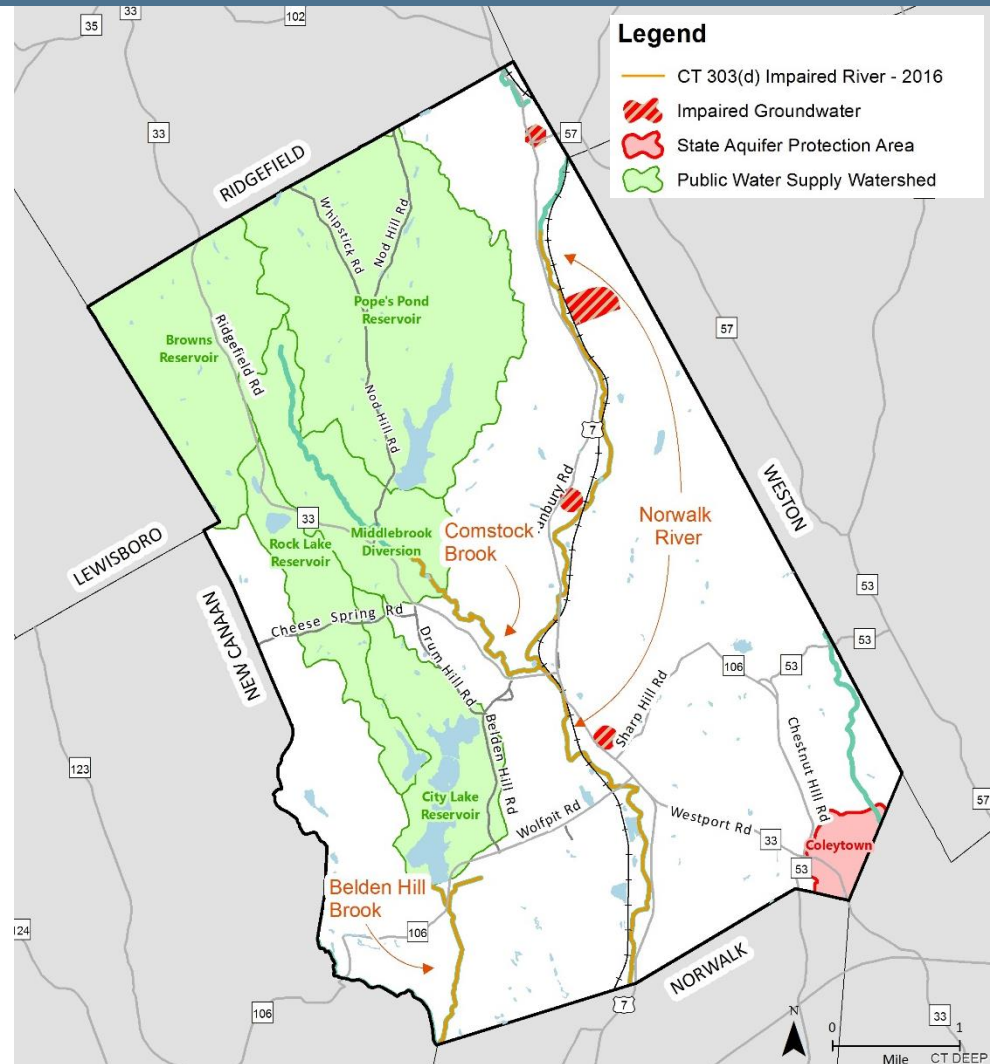 33
102
35
Legend
CT 303(d) Impaired River - 2016
Impaired Groundwater
State Aquifer Protection Area
Public Water Supply Watershed
33
57
RIDGEFIELD
Whipstick Rd
Nod Hill Rd
Pope's Pond
Reservoir
Browns
Reservoir
Ridgefield Rd
57
Nod Hill Rd
7
WESTON
anbury Rd
33
Rock Lake
Reservoir
Middlebrook
Diversion
Comstock
Brook
Norwalk
River
LEWISBORO
NEW CANAAN
Cheese Spring Rd
Drum Hill Rd
Belden Hill Rd
Sharp Hill Rd
106
53
53
53
123
Chestnut Hill Rd
57
City Lake
Reservoir
Wolfpit Rd
Westport Rd
33
Coleytown
53
Belden Hill
Brook
106
124
NORWALK
106
7
33
N
0 1
Mile
CT DEEP